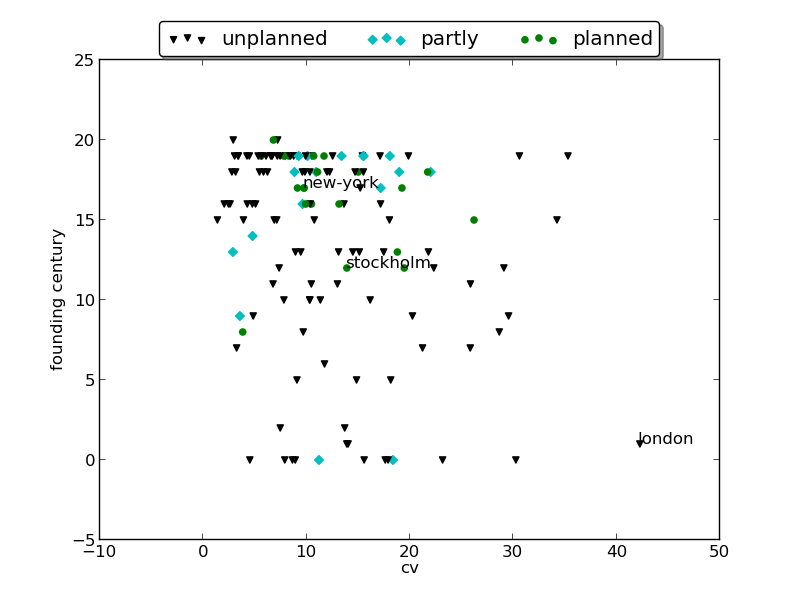 unplanned partly planned
25
20
15
10
5
0
−5
founding century
new-york
stockholm
london
−10 0 10 20 30 40 50
cv